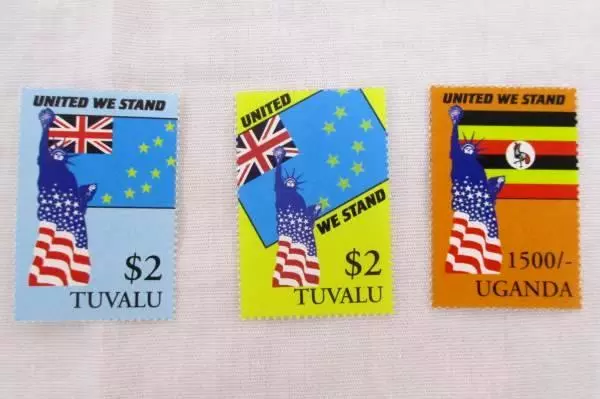 UNITED WE STAND
$2
TUVALU
UNITED
WE STAND
$2
TUVALU
UNITED WE STAND
1500/-
UGANDA